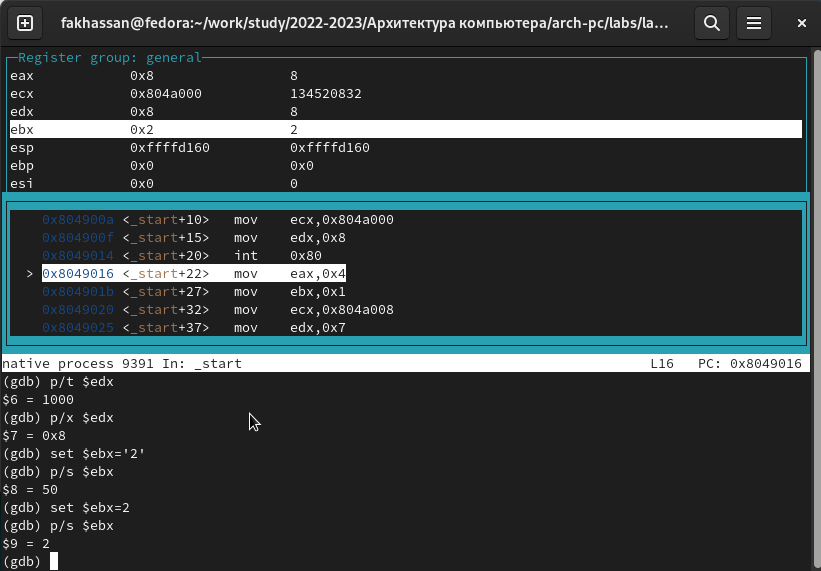 fakhassan@fedora:~/work/study/2022-2023/Архитектура компьютера/arch-pc/labs/la...
Register group: general
eax 0x8 8
ecx 0x804a000 134520832
edx 0x8 8
ebx 0x2 2
esp 0xffffd160 0xffffd160
ebp 0x0 0x0
esi 0x0 0
0x804900a <_start+10> mov ecx,0x804a000
0x804900f <_start+15> mov edx,0x8
0x8049014 <_start+20> int 0x80
> 0x8049016 <_start+22> mov eax,0x4
0x804901b <_start+27> mov ebx,0x1
0x8049020 <_start+32> mov ecx,0x804a008
0x8049025 <_start+37> mov edx,0x7
native process 9391 In: _start L16 PC: 0x8049016
(gdb) p/t $edx
$6 = 1000
(gdb) p/x $edx
$7 = 0x8
(gdb) set $ebx='2'
(gdb) p/s $ebx
$8 = 50
(gdb) set $ebx=2
(gdb) p/s $ebx
$9 = 2
(gdb)